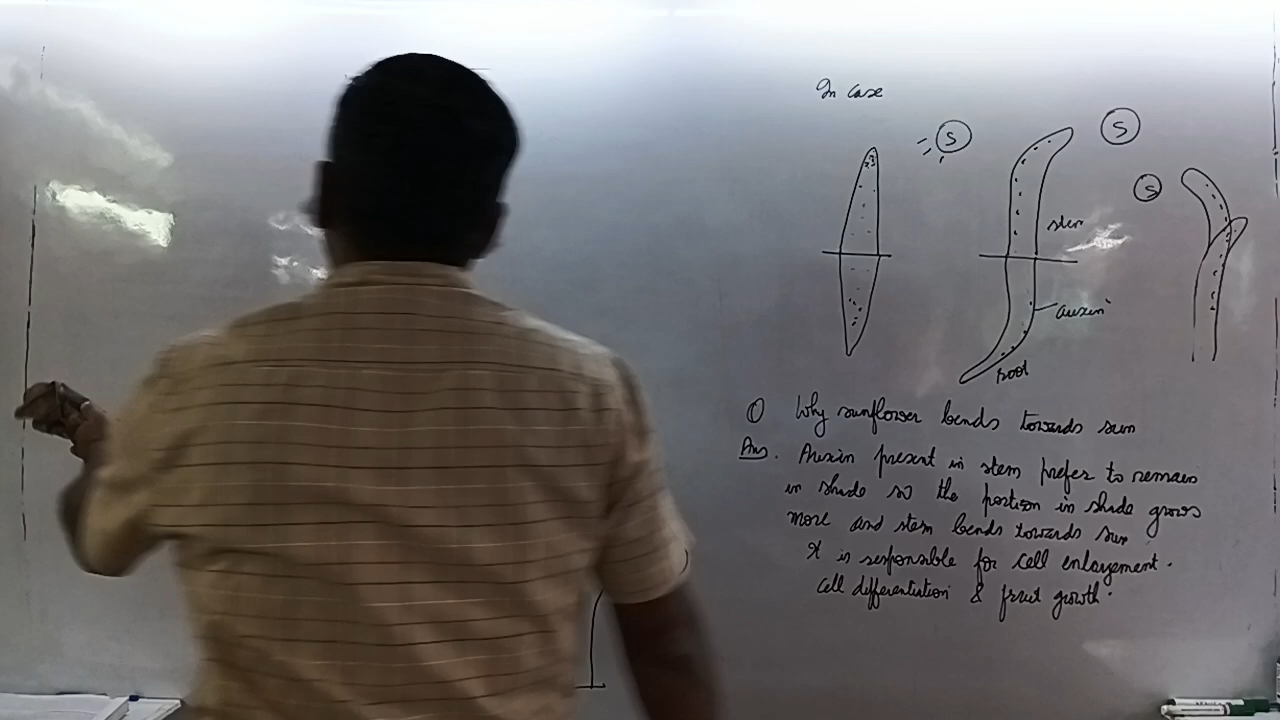 In case
S
S
S
stem
auxin
root
Q Why sunflower bends towards sun
Ans. Auxin present in stem prefer to remain
in shade so the portion in shade grows
more and stem bends towards sun
It is responsible for cell enlargement.
cell differentiation & fruit growth.